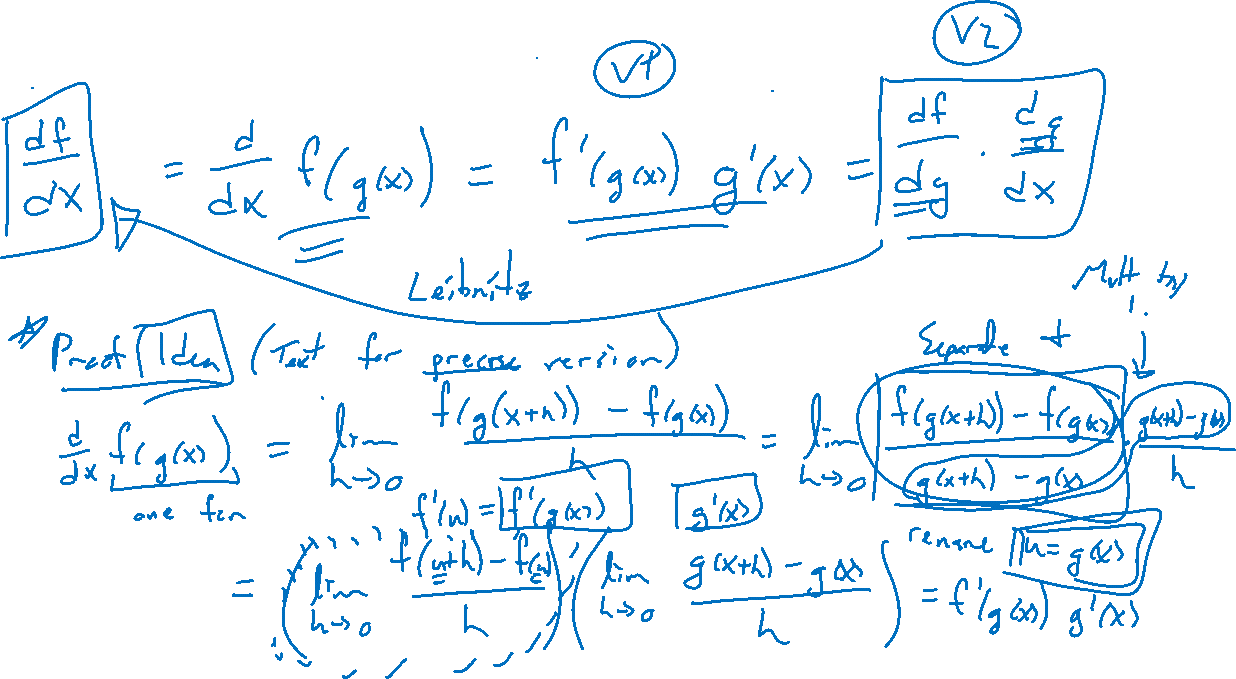 V1 V2
df/dx = d/dx f(g(x)) = f'(g(x)) g'(x) = df/dg · dg/dx
Leibnitz
Mult by
* Proof Idea (Text for precise version) Separate +
d/dx f(g(x)) = lim h→0 (f(g(x+h)) - f(g(x)))/h = lim h→0 (f(g(x+h)) - f(g(x)))/(g(x+h) - g(x)) · (g(x+h) - g(x))/h
one fcn f'(u) = f'(g(x)) g'(x) rename u = g(x)
= (lim h→0 (f(u+h) - f(u))/h) (lim h→0 (g(x+h) - g(x))/h) = f'(g(x)) g'(x)